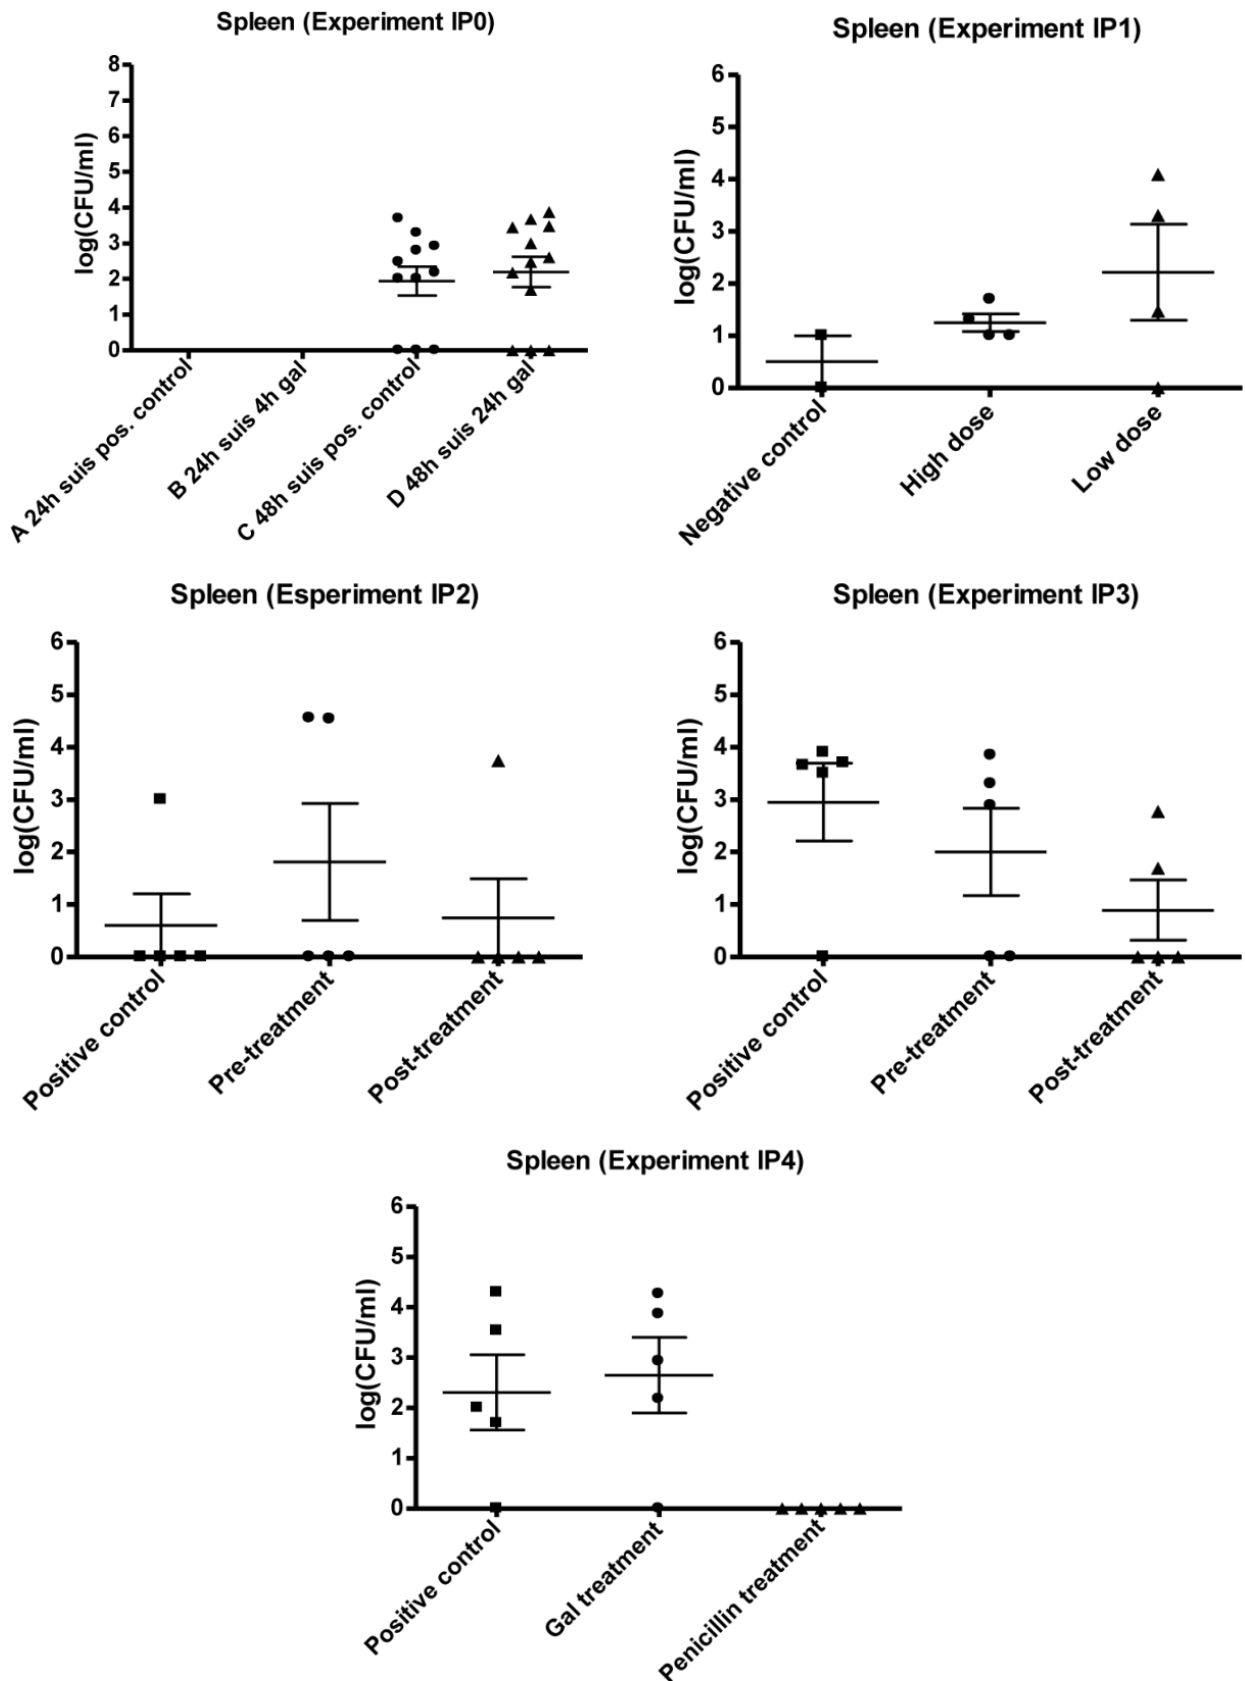 Spleen (Experiment IP0)
log(CFU/ml)
8
7
6
5
4
3
2
1
0
A 24h suis pos. control
B 24h suis 4h gal
C 48h suis pos. control
D 48h suis 24h gal
Spleen (Experiment IP1)
log(CFU/ml)
6
5
4
3
2
1
0
Negative control
High dose
Low dose
Spleen (Esperiment IP2)
log(CFU/ml)
6
5
4
3
2
1
0
Positive control
Pre-treatment
Post-treatment
Spleen (Experiment IP3)
log(CFU/ml)
6
5
4
3
2
1
0
Positive control
Pre-treatment
Post-treatment
Spleen (Experiment IP4)
log(CFU/ml)
6
5
4
3
2
1
0
Positive control
Gal treatment
Penicillin treatment